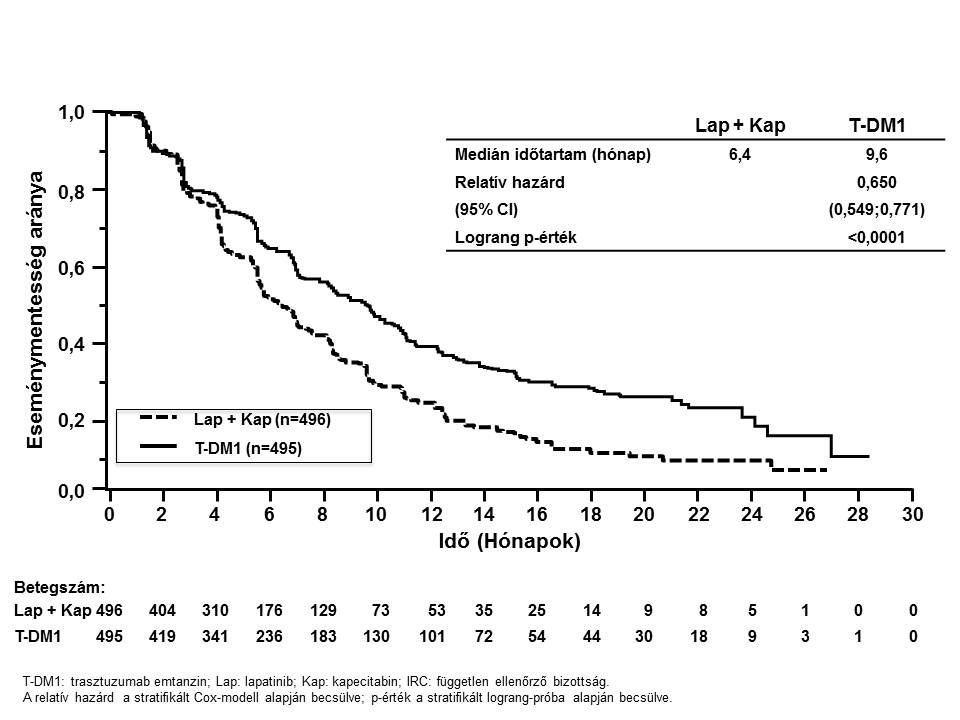 Lap + Kap T-DM1
Medián időtartam (hónap) 6,4 9,6
Relatív hazárd 0,650
(95% CI) (0,549;0,771)
Lograng p-érték <0,0001
Eseménymentesség aránya
1,0
0,8
0,6
0,4
0,2
0,0
Lap + Kap (n=496)
T-DM1 (n=495)
0 2 4 6 8 10 12 14 16 18 20 22 24 26 28 30
Idő (Hónapok)
Betegszám:
Lap + Kap 496 404 310 176 129 73 53 35 25 14 9 8 5 1 0 0
T-DM1 495 419 341 236 183 130 101 72 54 44 30 18 9 3 1 0
T-DM1: trasztuzumab emtanzin; Lap: lapatinib; Kap: kapecitabin; IRC: független ellenőrző bizottság.
A relatív hazárd a stratifikált Cox-modell alapján becsülve; p-érték a stratifikált lograng-próba alapján becsülve.